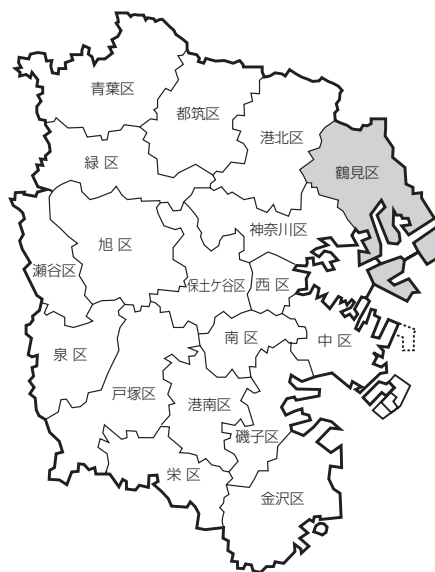 青葉区
都筑区
港北区
緑 区
鶴見区
神奈川区
旭 区
瀬谷区
保土ケ谷区
西 区
南 区
中 区
泉 区
戸塚区
港南区
磯子区
栄 区
金沢区